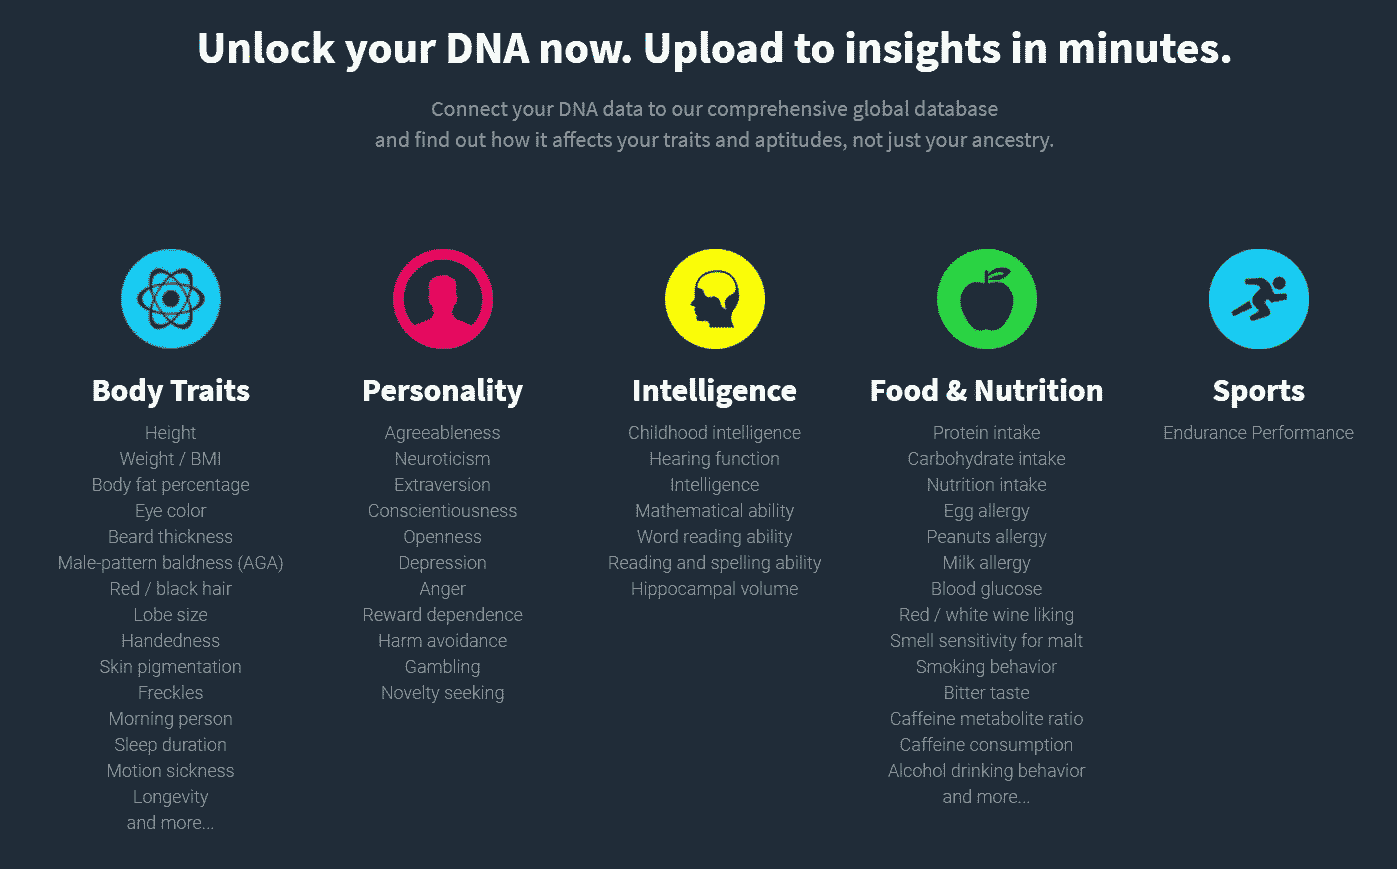 Unlock your DNA now. Upload to insights in minutes.
Connect your DNA data to our comprehensive global database
and find out how it affects your traits and aptitudes, not just your ancestry.
Body Traits
Height
Weight / BMI
Body fat percentage
Eye color
Beard thickness
Male-pattern baldness (AGA)
Red / black hair
Lobe size
Handedness
Skin pigmentation
Freckles
Morning person
Sleep duration
Motion sickness
Longevity
and more...
Personality
Agreeableness
Neuroticism
Extraversion
Conscientiousness
Openness
Depression
Anger
Reward dependence
Harm avoidance
Gambling
Novelty seeking
Intelligence
Childhood intelligence
Hearing function
Intelligence
Mathematical ability
Word reading ability
Reading and spelling ability
Hippocampal volume
Food & Nutrition
Protein intake
Carbohydrate intake
Nutrition intake
Egg allergy
Peanuts allergy
Milk allergy
Blood glucose
Red / white wine liking
Smell sensitivity for malt
Smoking behavior
Bitter taste
Caffeine metabolite ratio
Caffeine consumption
Alcohol drinking behavior
and more...
Sports
Endurance Performance